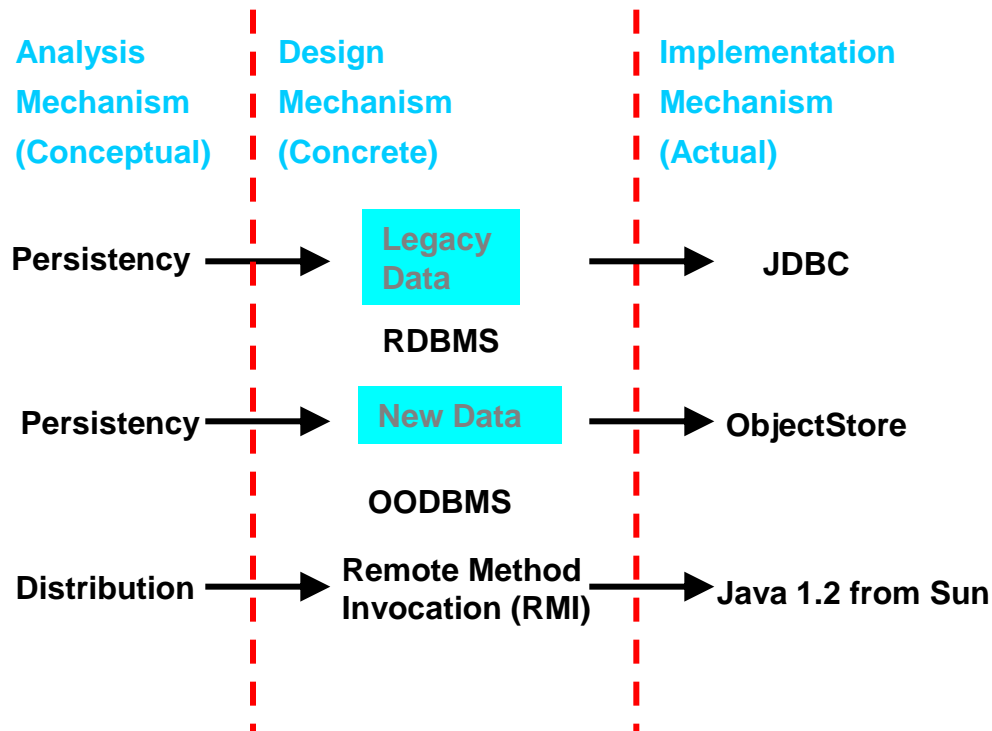 Analysis
Mechanism
(Conceptual)
Design
Mechanism
(Concrete)
Implementation
Mechanism
(Actual)
Persistency
Legacy
Data
RDBMS
JDBC
Persistency
New Data
OODBMS
ObjectStore
Distribution
Remote Method
Invocation (RMI)
Java 1.2 from Sun